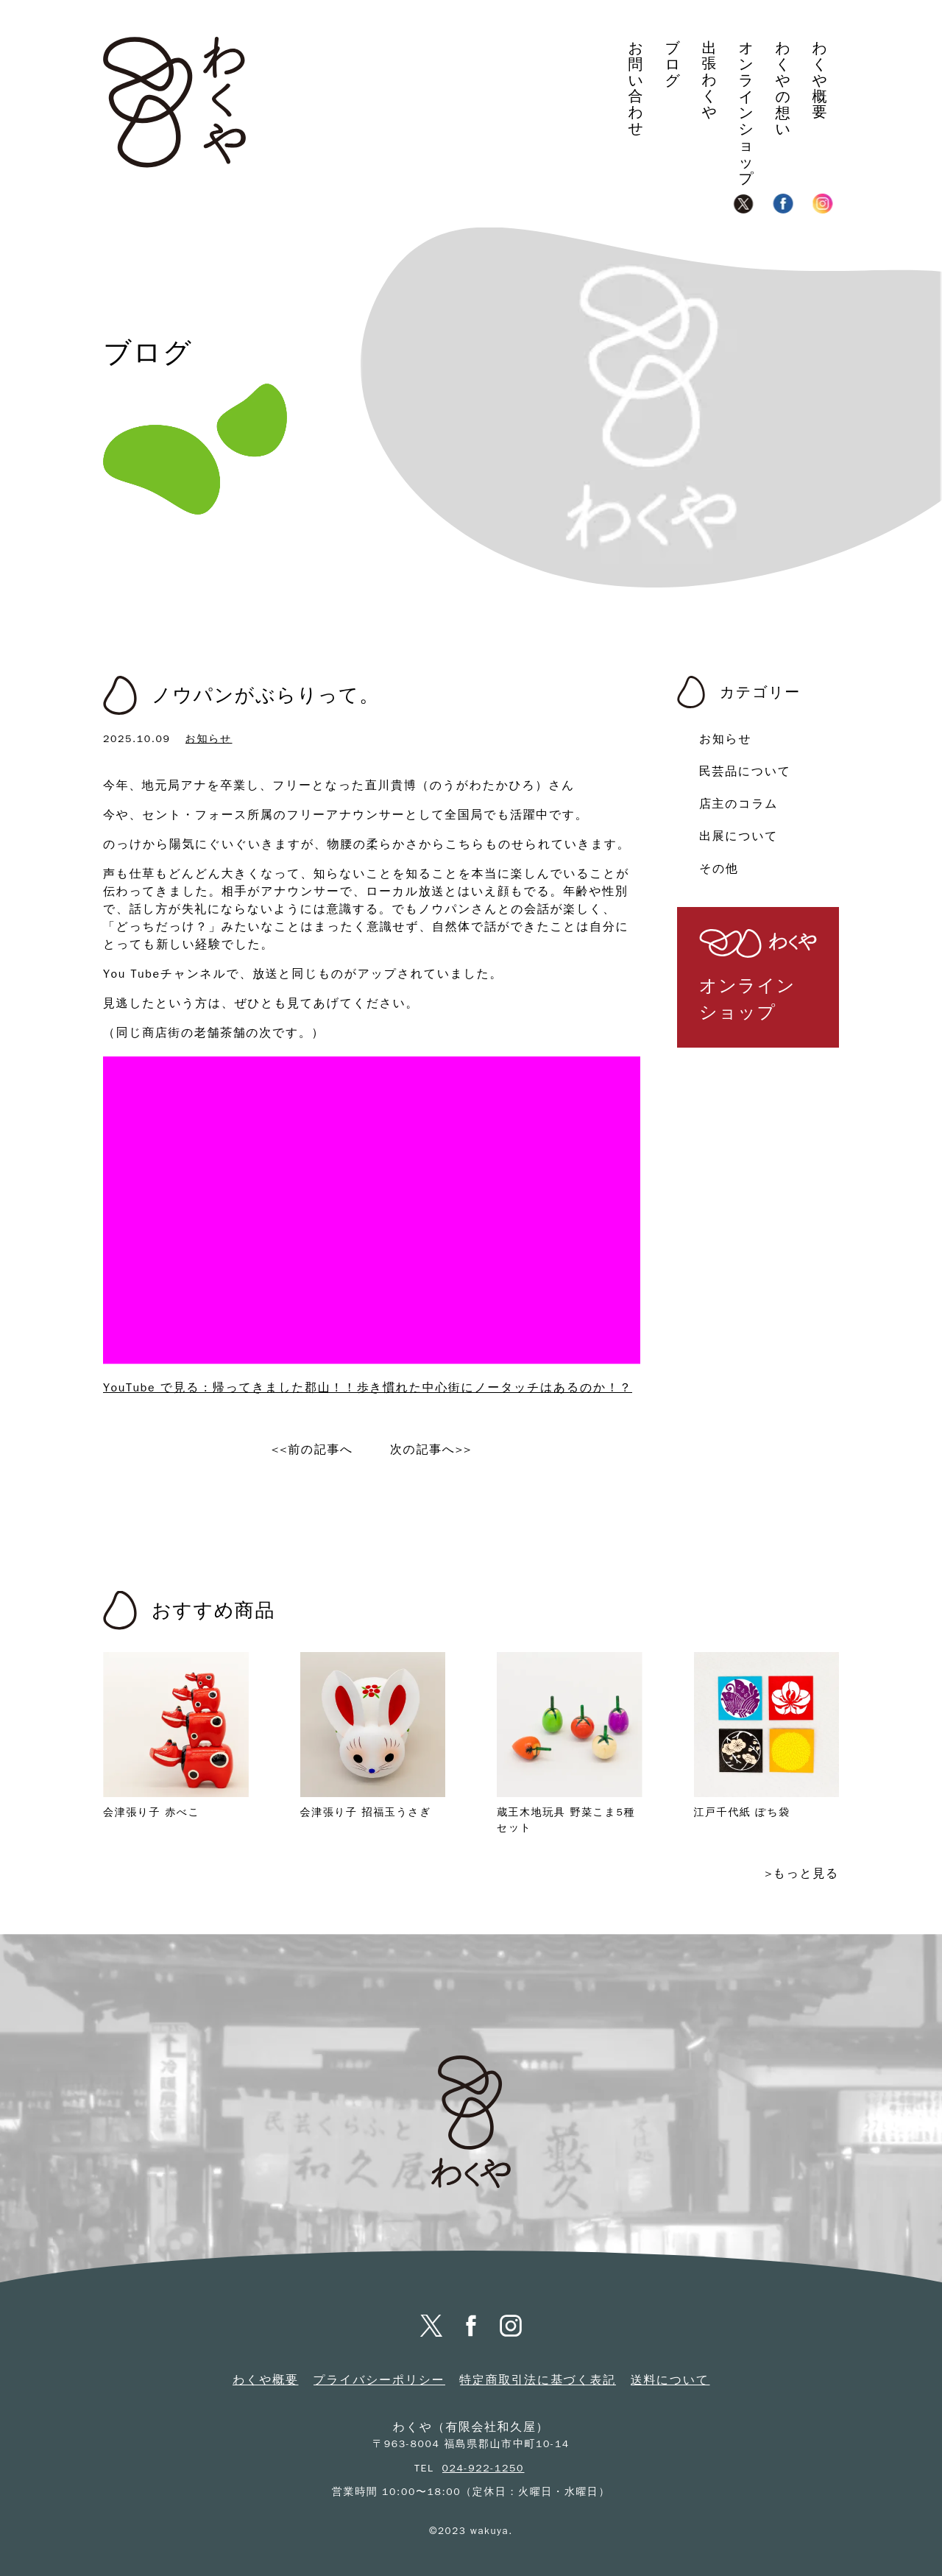 わくや
わくや概要
わくやの想い
オンラインショップ
出張わくや
ブログ
お問い合わせ
ブログ
わくや
ノウパンがぶらりって。
2025.10.09 お知らせ
今年、地元局アナを卒業し、フリーとなった直川貴博（のうがわたかひろ）さん
今や、セント・フォース所属のフリーアナウンサーとして全国局でも活躍中です。
のっけから陽気にぐいぐいきますが、物腰の柔らかさからこちらものせられていきます。
声も仕草もどんどん大きくなって、知らないことを知ることを本当に楽しんでいることが
伝わってきました。相手がアナウンサーで、ローカル放送とはいえ顔もでる。年齢や性別
で、話し方が失礼にならないようには意識する。でもノウパンさんとの会話が楽しく、
「どっちだっけ？」みたいなことはまったく意識せず、自然体で話ができたことは自分に
とっても新しい経験でした。
You Tubeチャンネルで、放送と同じものがアップされていました。
見逃したという方は、ぜひとも見てあげてください。
（同じ商店街の老舗茶舗の次です。）
YouTube で見る：帰ってきました郡山！！歩き慣れた中心街にノータッチはあるのか！？
<<前の記事へ 次の記事へ>>
カテゴリー
お知らせ
民芸品について
店主のコラム
出展について
その他
わくや
オンライン
ショップ
おすすめ商品
会津張り子 赤べこ
会津張り子 招福玉うさぎ
蔵王木地玩具 野菜こま5種
セット
江戸千代紙 ぽち袋
>もっと見る
民芸くらふと
和久屋
わくや
わくや概要 プライバシーポリシー 特定商取引法に基づく表記 送料について
わくや（有限会社和久屋）
〒963-8004 福島県郡山市中町10-14
TEL 024-922-1250
営業時間 10:00〜18:00（定休日：火曜日・水曜日）
©2023 wakuya.